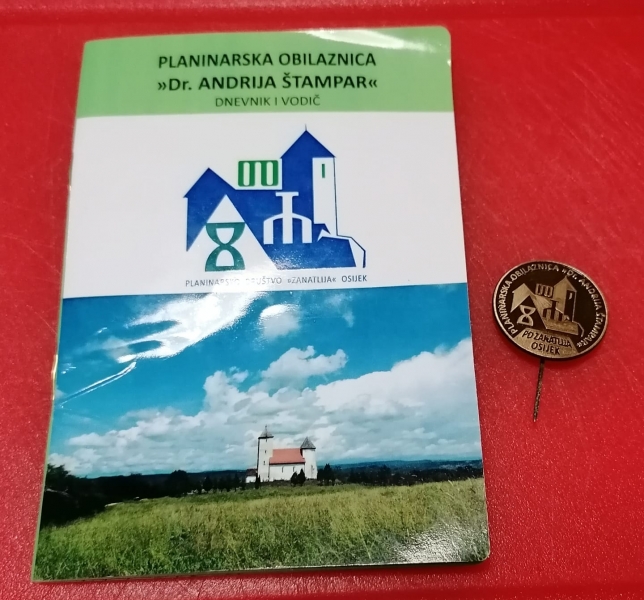 PLANINARSKA OBILAZNICA
»Dr. ANDRIJA ŠTAMPAR«
DNEVNIK I VODIČ
PLANINARSKO DRUŠTVO »ZANATLIJA« OSIJEK
PLANINARSKA OBILAZNICA »DR. ANDRIJA ŠTAMPAR«
PD ZANATLIJA
OSIJEK